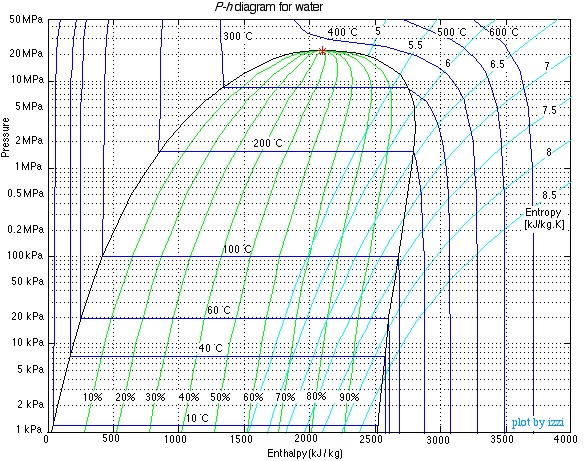 P-h diagram for water
50 MPa
20 MPa
10 MPa
5 MPa
2 MPa
1 MPa
0.5 MPa
0.2 MPa
100 kPa
50 kPa
20 kPa
10 kPa
5 kPa
2 kPa
1 kPa
Pressure
300 °C
400 °C
5
500 °C
600 °C
5.5
6
6.5
7
7.5
8
8.5
200 °C
Entropy
[kJ/kg.K]
100 °C
60 °C
40 °C
10% 20% 30% 40% 50% 60% 70% 80% 90%
10 °C
plot by izzi
0 500 1000 1500 2000 2500 3000 3500 4000
Enthalpy [kJ / kg]